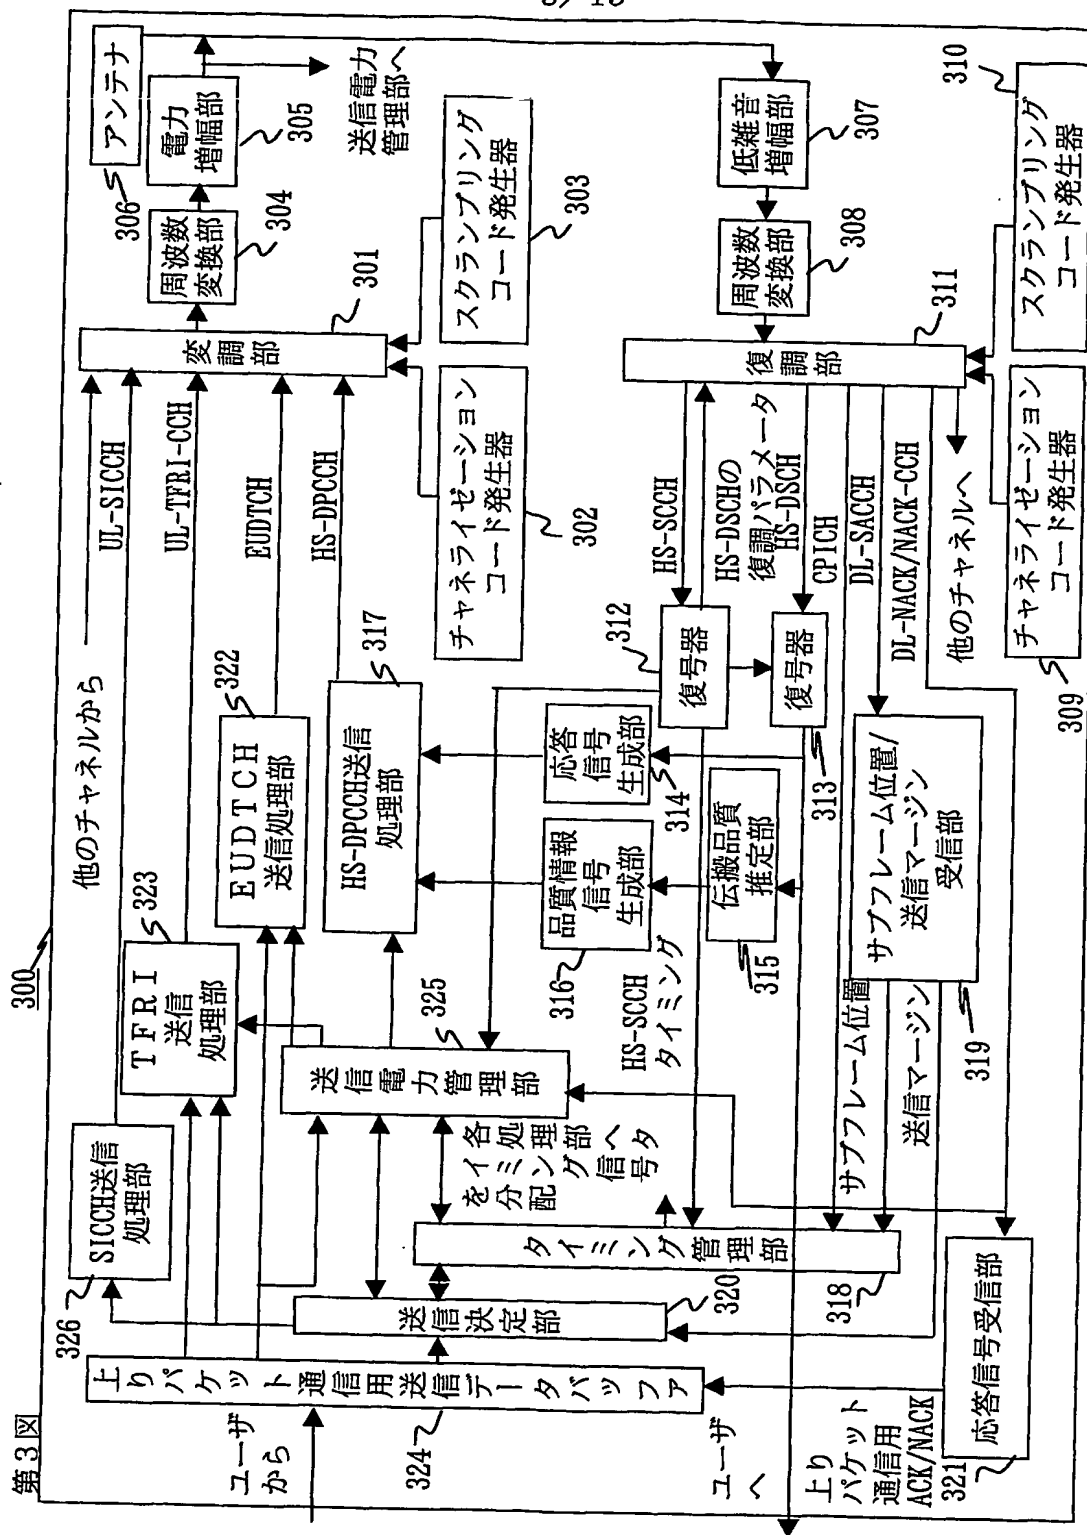 第3図
300
他のチャネルから
UL-SICCH
UL-TFRI-CCH
EUDTCH
HS-DPCCH
アンテナ
306
電力
増幅部
305
周波数
変換部
304
変調部
301
送信電力
管理部へ
スクランブリング
コード発生器
303
チャネライゼーション
コード発生器
302
SICCH送信
処理部
326
TFRI
送信
処理部
323
EUDTCH
送信処理部
322
HS-DPCCH送信
処理部
317
送信電力管理部
325
上りパケット通信用送信データバッファ
324
ユーザ
から
送信決定部
320
タイミング管理部
318
各処理部へ
タイミング信号
を分配
HS-SCCH
タイミング
品質情報
信号
生成部
316
応答
信号
生成部
314
伝搬品質
推定部
315
復号器
312
復号器
313
HS-SCCH
HS-DSCHの
復調パラメータ
HS-DSCH
CPICH
DL-SACCH
DL-NACK/NACK-CCH
他のチャネルへ
低雑音
増幅部
307
周波数
変換部
308
復調部
311
スクランブリング
コード発生器
310
チャネライゼーション
コード発生器
309
サブフレーム位置/
送信マージン
受信部
319
サブフレーム位置
送信マージン
ユーザ
へ
上り
パケット
通信用
ACK/NACK
応答信号受信部
321